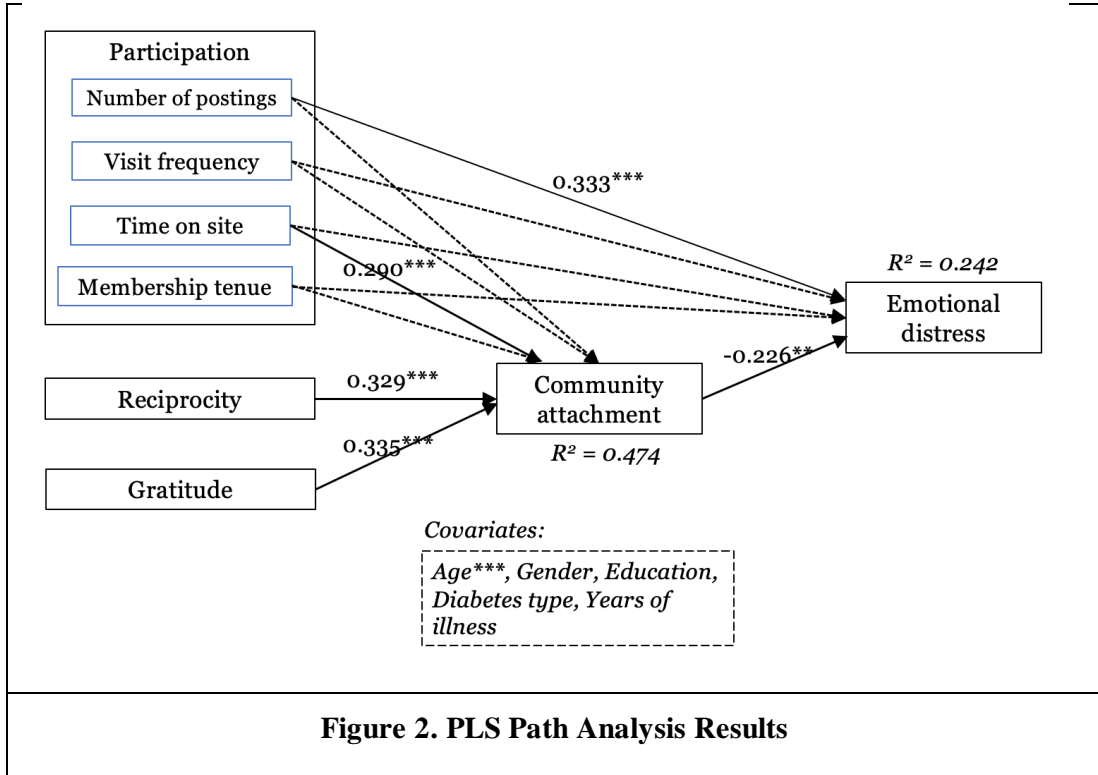 Participation
Number of postings
Visit frequency
Time on site
Membership tenue
0.333***
0.290***
R² = 0.242
Emotional
distress
-0.226**
Reciprocity
0.329***
Community
attachment
0.335***
R² = 0.474
Gratitude
Covariates:
Age***, Gender, Education,
Diabetes type, Years of
illness
Figure 2. PLS Path Analysis Results